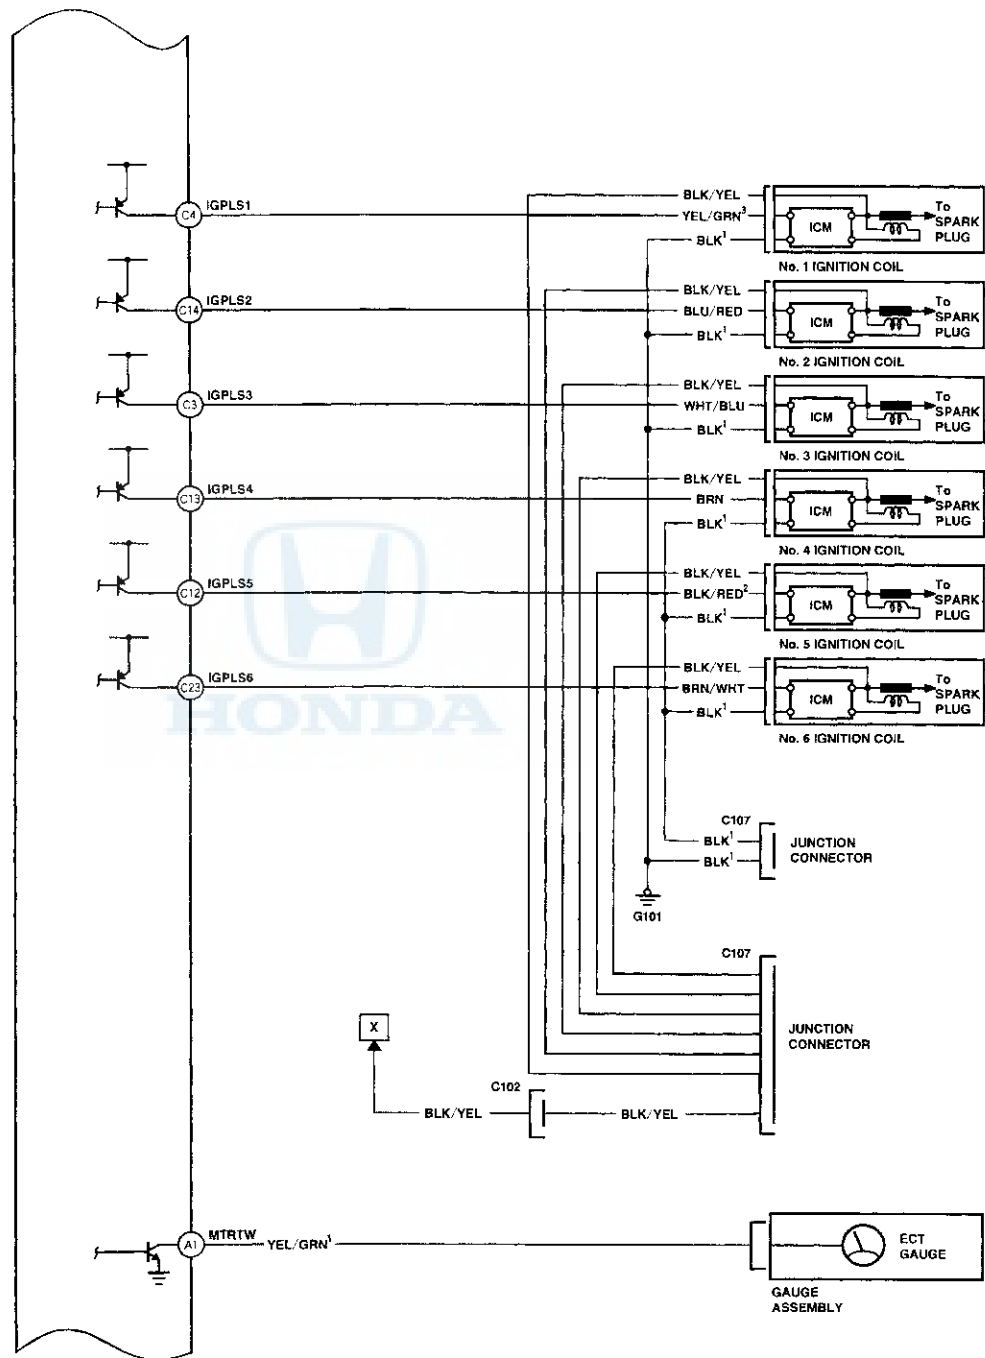 BLK/YEL
C4 IGPLS1
YEL/GRN³
BLK¹
ICM
To
SPARK
PLUG
No. 1 IGNITION COIL
BLK/YEL
C14 IGPLS2
BLU/RED
BLK¹
ICM
To
SPARK
PLUG
No. 2 IGNITION COIL
BLK/YEL
C3 IGPLS3
WHT/BLU
BLK¹
ICM
To
SPARK
PLUG
No. 3 IGNITION COIL
BLK/YEL
C13 IGPLS4
BRN
BLK¹
ICM
To
SPARK
PLUG
No. 4 IGNITION COIL
BLK/YEL
C12 IGPLS5
BLK/RED²
BLK¹
ICM
To
SPARK
PLUG
No. 5 IGNITION COIL
BLK/YEL
C23 IGPLS6
BRN/WHT
BLK¹
ICM
To
SPARK
PLUG
No. 6 IGNITION COIL
HONDA
C107
BLK¹
BLK¹
JUNCTION
CONNECTOR
G101
C107
JUNCTION
CONNECTOR
X
C102
BLK/YEL
BLK/YEL
A1 MTRTW
YEL/GRN¹
ECT
GAUGE
GAUGE
ASSEMBLY